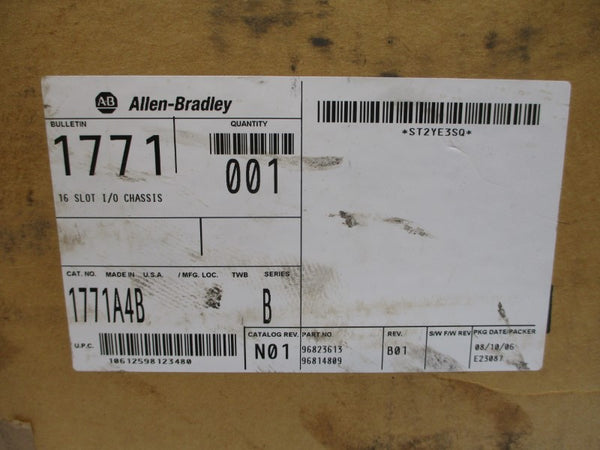 AB Allen-Bradley
*ST2YE3SQ*
BULLETIN QUANTITY
1771 001
16 SLOT I/O CHASSIS
CAT. NO. MADE IN U.S.A. / MFG. LOC. TWB SERIES
1771A4B B
U.P.C. 10612598123480
CATALOG REV. PART NO. REV. S/W F/W REV PKG DATE/PACKER
N01 96823613 B01 08/10/06
96814809 E23087